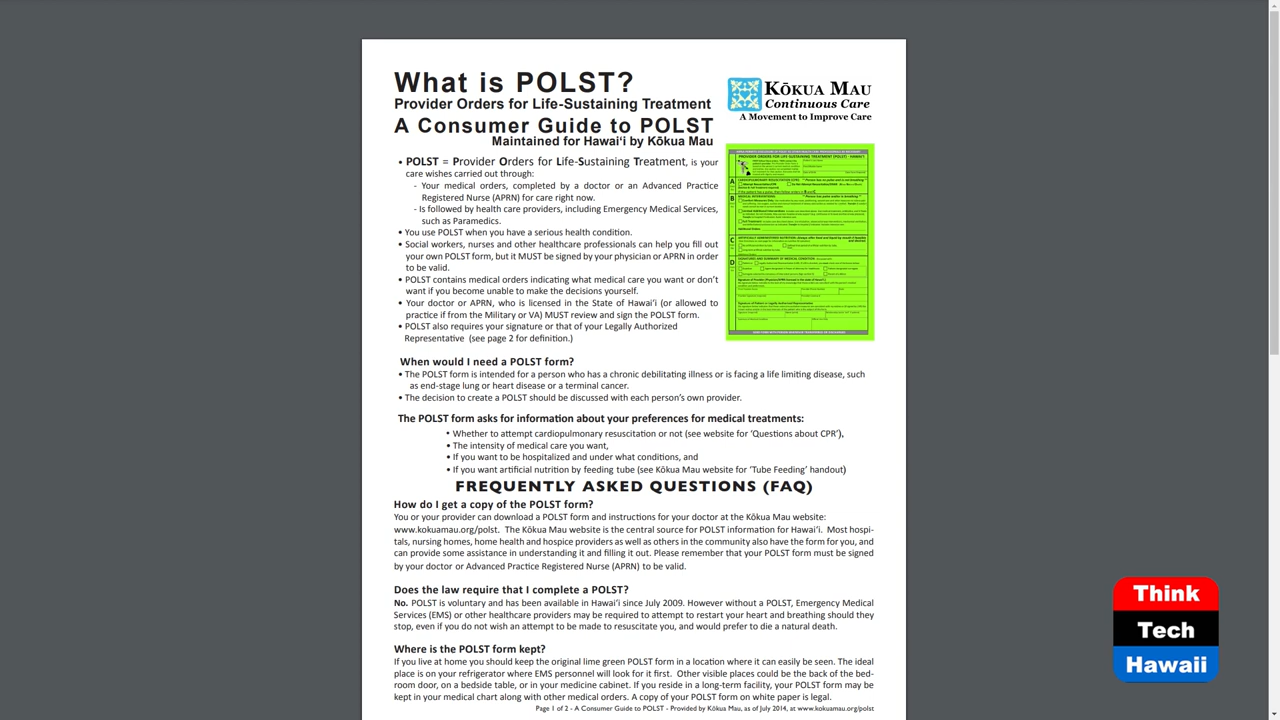 What is POLST?
Provider Orders for Life-Sustaining Treatment
A Consumer Guide to POLST
Maintained for Hawai‘i by Kōkua Mau
KŌKUA MAU
Continuous Care
A Movement to Improve Care
• POLST = Provider Orders for Life-Sustaining Treatment, is your
care wishes carried out through:
- Your medical orders, completed by a doctor or an Advanced Practice
Registered Nurse (APRN) for care right now.
- Is followed by health care providers, including Emergency Medical Services,
such as Paramedics.
• You use POLST when you have a serious health condition.
• Social workers, nurses and other healthcare professionals can help you fill out
your own POLST form, but it MUST be signed by your physician or APRN in order
to be valid.
• POLST contains medical orders indicating what medical care you want or don’t
want if you become unable to make the decisions yourself.
• Your doctor or APRN, who is licensed in the State of Hawai‘i (or allowed to
practice if from the Military or VA) MUST review and sign the POLST form.
• POLST also requires your signature or that of your Legally Authorized
Representative (see page 2 for definition.)
PROVIDER ORDERS FOR LIFE-SUSTAINING TREATMENT (POLST) - HAWAI‘I
A
B
C
D
When would I need a POLST form?
• The POLST form is intended for a person who has a chronic debilitating illness or is facing a life limiting disease, such
as end-stage lung or heart disease or a terminal cancer.
• The decision to create a POLST should be discussed with each person’s own provider.
The POLST form asks for information about your preferences for medical treatments:
• Whether to attempt cardiopulmonary resuscitation or not (see website for ‘Questions about CPR’),
• The intensity of medical care you want,
• If you want to be hospitalized and under what conditions, and
• If you want artificial nutrition by feeding tube (see Kōkua Mau website for ‘Tube Feeding’ handout)
FREQUENTLY ASKED QUESTIONS (FAQ)
How do I get a copy of the POLST form?
You or your provider can download a POLST form and instructions for your doctor at the Kōkua Mau website:
www.kokuamau.org/polst. The Kōkua Mau website is the central source for POLST information for Hawai‘i. Most hospi-
tals, nursing homes, home health and hospice providers as well as others in the community also have the form for you, and
can provide some assistance in understanding it and filling it out. Please remember that your POLST form must be signed
by your doctor or Advanced Practice Registered Nurse (APRN) to be valid.
Does the law require that I complete a POLST?
No. POLST is voluntary and has been available in Hawai‘i since July 2009. However without a POLST, Emergency Medical
Services (EMS) or other healthcare providers may be required to attempt to restart your heart and breathing should they
stop, even if you do not wish an attempt to be made to resuscitate you, and would prefer to die a natural death.
Where is the POLST form kept?
If you live at home you should keep the original lime green POLST form in a location where it can easily be seen. The ideal
place is on your refrigerator where EMS personnel will look for it first. Other visible places could be the back of the bed-
room door, on a bedside table, or in your medicine cabinet. If you reside in a long-term facility, your POLST form may be
kept in your medical chart along with other medical orders. A copy of your POLST form on white paper is legal.
Page 1 of 2 - A Consumer Guide to POLST - Provided by Kōkua Mau, as of July 2014, at www.kokuamau.org/polst
Think
Tech
Hawaii